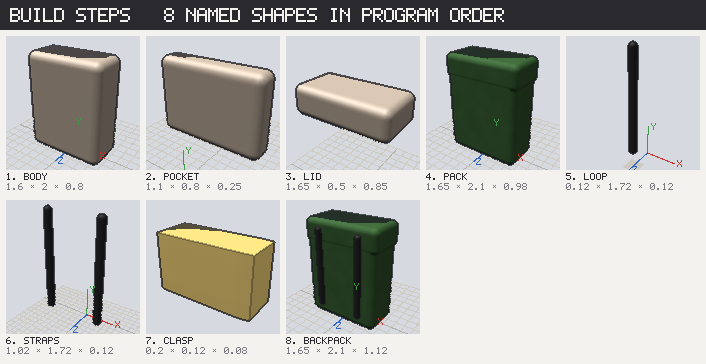 BUILD STEPS 8 NAMED SHAPES IN PROGRAM ORDER
Y
Z
X
1. BODY
1.6 × 2 × 0.8
Y
2. POCKET
1.1 × 0.8 × 0.25
3. LID
1.65 × 0.5 × 0.85
Y
Z
X
4. PACK
1.65 × 2.1 × 0.98
Y
X
Z
5. LOOP
0.12 × 1.72 × 0.12
Y
X
Z
6. STRAPS
1.02 × 1.72 × 0.12
7. CLASP
0.2 × 0.12 × 0.08
Y
Z
X
8. BACKPACK
1.65 × 2.1 × 1.12